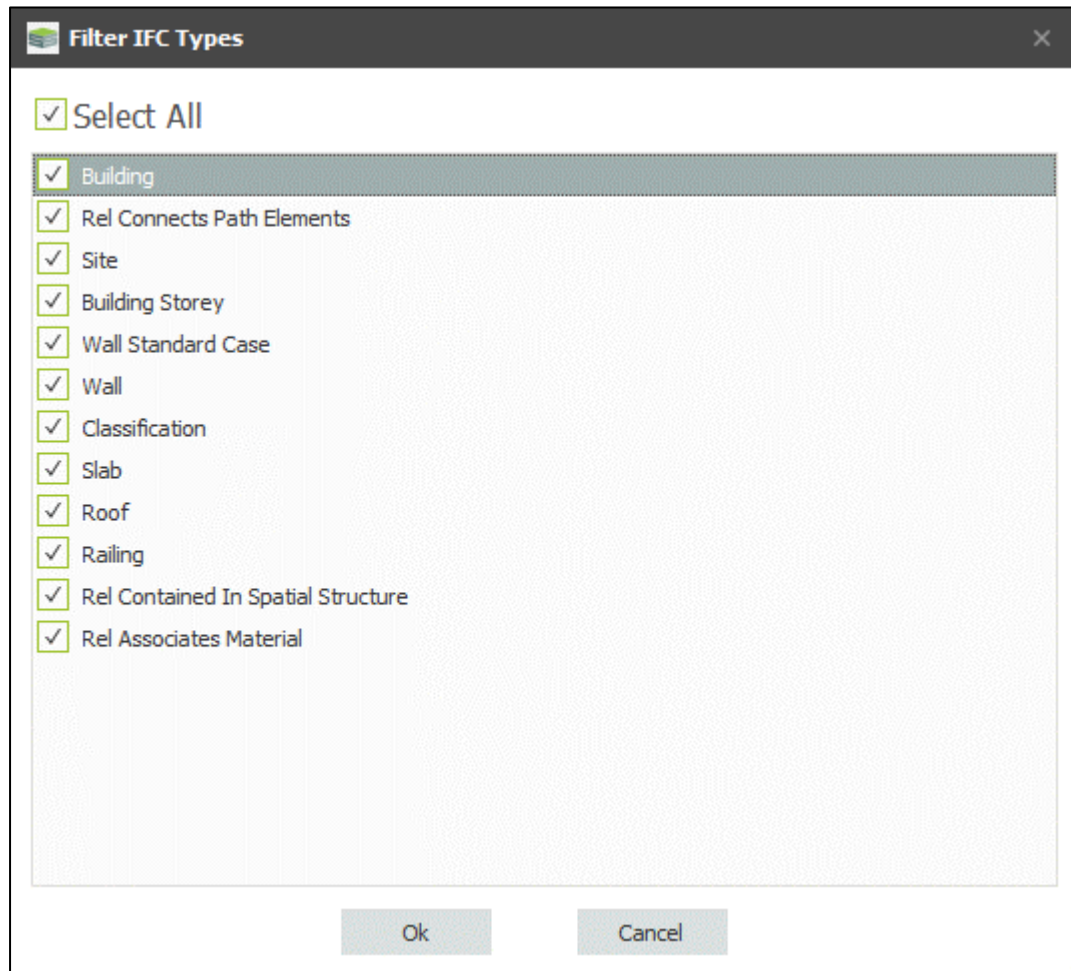 Filter IFC Types
Select All
Building
Rel Connects Path Elements
Site
Building Storey
Wall Standard Case
Wall
Classification
Slab
Roof
Railing
Rel Contained In Spatial Structure
Rel Associates Material
Ok Cancel